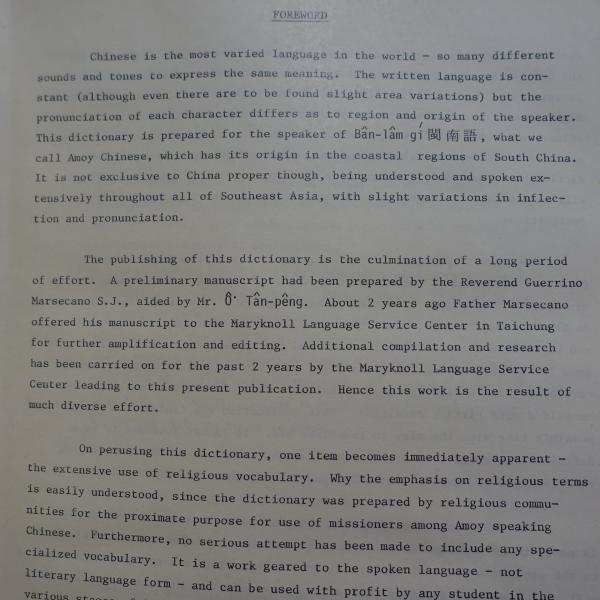 FOREWORD
Chinese is the most varied language in the world - so many different
sounds and tones to express the same meaning. The written language is con-
stant (although even there are to be found slight area variations) but the
pronunciation of each character differs as to region and origin of the speaker.
This dictionary is prepared for the speaker of Bân-lâm gí 閩南語, what we
call Amoy Chinese, which has its origin in the coastal regions of South China.
It is not exclusive to China proper though, being understood and spoken ex-
tensively throughout all of Southeast Asia, with slight variations in inflec-
tion and pronunciation.
The publishing of this dictionary is the culmination of a long period
of effort. A preliminary manuscript had been prepared by the Reverend Guerrino
Marsecano S.J., aided by Mr. Ô͘ Tân-pêng. About 2 years ago Father Marsecano
offered his manuscript to the Maryknoll Language Service Center in Taichung
for further amplification and editing. Additional compilation and research
has been carried on for the past 2 years by the Maryknoll Language Service
Center leading to this present publication. Hence this work is the result of
much diverse effort.
On perusing this dictionary, one item becomes immediately apparent -
the extensive use of religious vocabulary. Why the emphasis on religious terms
is easily understood, since the dictionary was prepared by religious commu-
nities for the proximate purpose for use of missioners among Amoy speaking
Chinese. Furthermore, no serious attempt has been made to include any spe-
cialized vocabulary. It is a work geared to the spoken language - not
literary language form - and can be used with profit by any student in the
various